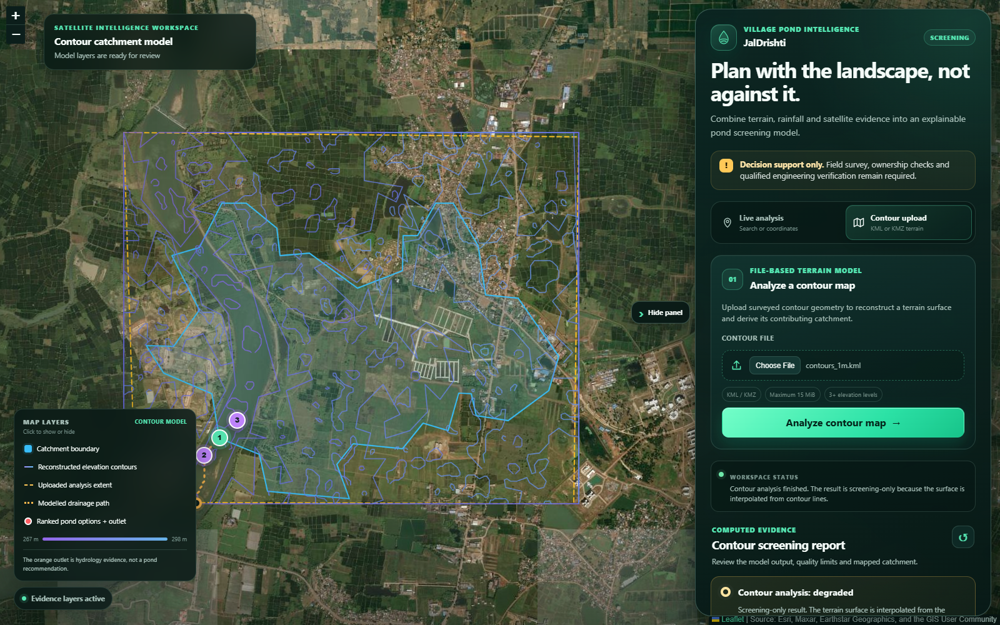 +
−
SATELLITE INTELLIGENCE WORKSPACE
Contour catchment model
Model layers are ready for review
VILLAGE POND INTELLIGENCE
JalDrishti
SCREENING
Plan with the landscape, not
against it.
Combine terrain, rainfall and satellite evidence into an explainable
pond screening model.
!
Decision support only. Field survey, ownership checks and
qualified engineering verification remain required.
Live analysis
Search or coordinates
Contour upload
KML or KMZ terrain
01
FILE-BASED TERRAIN MODEL
Analyze a contour map
Upload surveyed contour geometry to reconstruct a terrain surface
and derive its contributing catchment.
CONTOUR FILE
Choose File contours_1m.kml
KML / KMZ
Maximum 15 MiB
3+ elevation levels
Analyze contour map →
WORKSPACE STATUS
Contour analysis finished. The result is screening-only because the surface is
interpolated from contour lines.
COMPUTED EVIDENCE
Contour screening report
Review the model output, quality limits and mapped catchment.
Contour analysis: degraded
Screening-only result. The terrain surface is interpolated from the
› Hide panel
3
1
2
MAP LAYERS
CONTOUR MODEL
Click to show or hide
Catchment boundary
Reconstructed elevation contours
Uploaded analysis extent
Modelled drainage path
Ranked pond options + outlet
267 m
298 m
The orange outlet is hydrology evidence, not a pond
recommendation.
Evidence layers active
Leaflet | Source: Esri, Maxar, Earthstar Geographics, and the GIS User Community